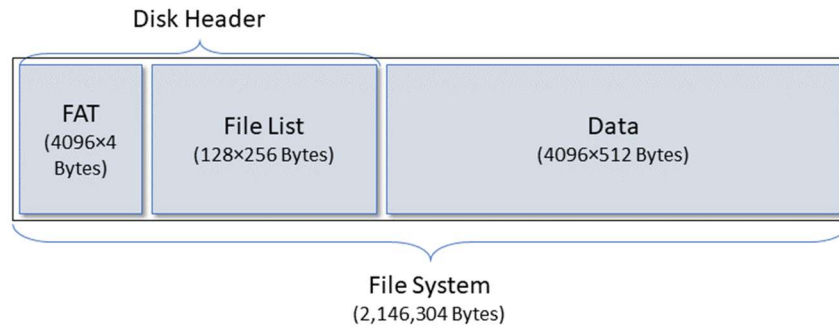 Disk Header
FAT
(4096×4
Bytes)
File List
(128×256 Bytes)
Data
(4096×512 Bytes)
File System
(2,146,304 Bytes)